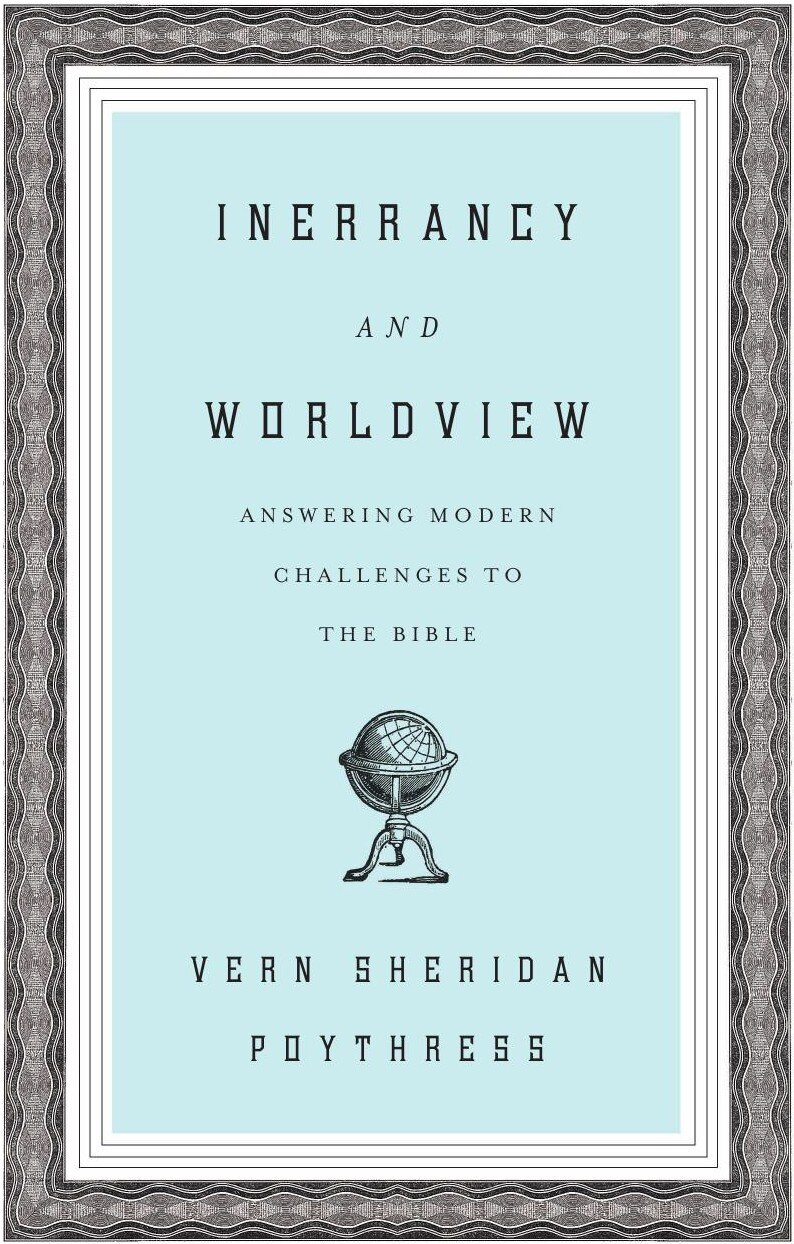 INERRANCY
AND
WORLDVIEW
ANSWERING MODERN
CHALLENGES TO
THE BIBLE
VERN SHERIDAN
POYTHRESS